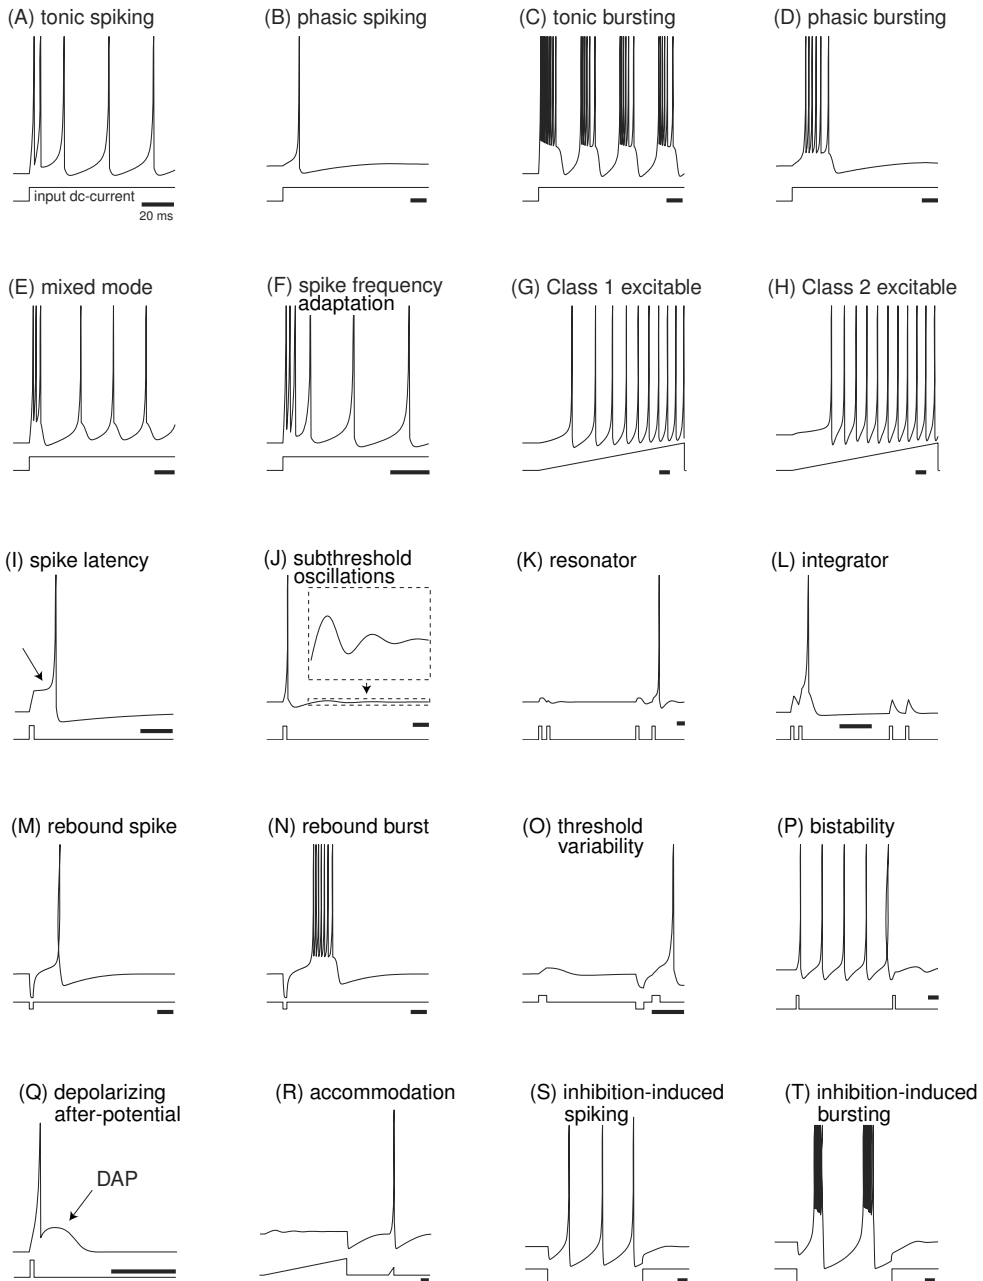 (A) tonic spiking
(B) phasic spiking
(C) tonic bursting
(D) phasic bursting
input dc-current
20 ms
(E) mixed mode
(F) spike frequency
adaptation
(G) Class 1 excitable
(H) Class 2 excitable
(I) spike latency
(J) subthreshold
oscillations
(K) resonator
(L) integrator
(M) rebound spike
(N) rebound burst
(O) threshold
variability
(P) bistability
(Q) depolarizing
after-potential
DAP
(R) accommodation
(S) inhibition-induced
spiking
(T) inhibition-induced
bursting